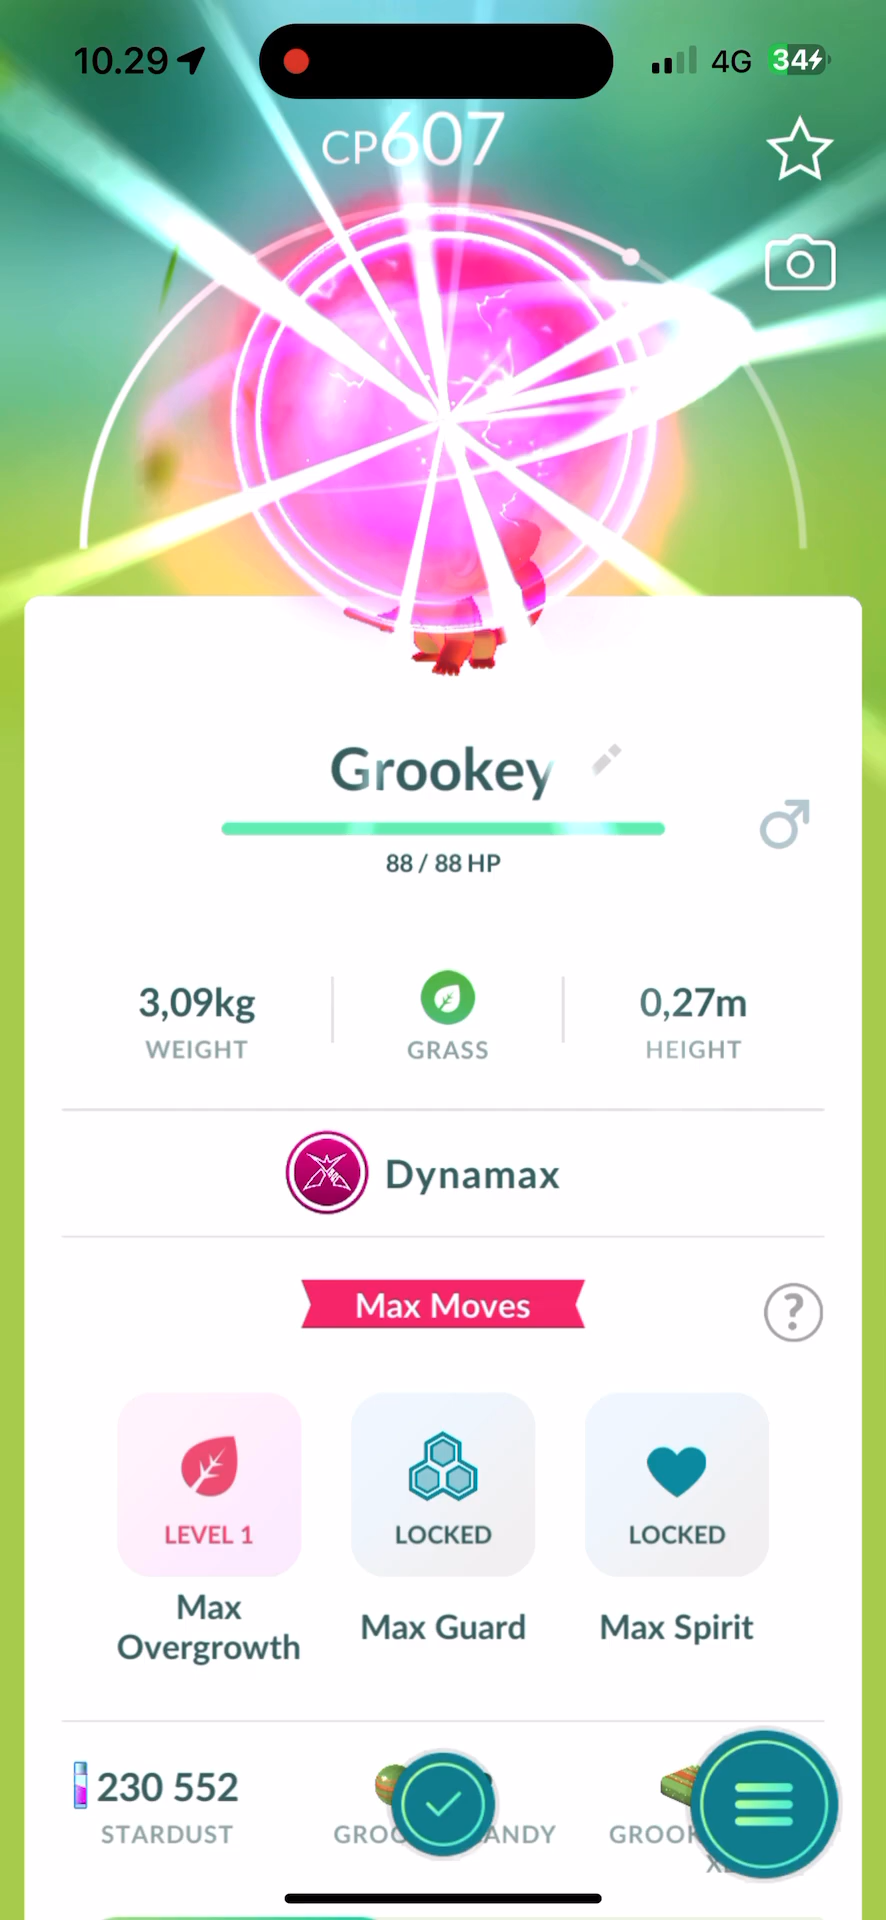 10.29
4G
34
CP607
Grookey
88 / 88 HP
3,09kg
WEIGHT
GRASS
0,27m
HEIGHT
Dynamax
Max Moves
LEVEL 1
LOCKED
LOCKED
Max
Overgrowth
Max Guard
Max Spirit
230 552
STARDUST